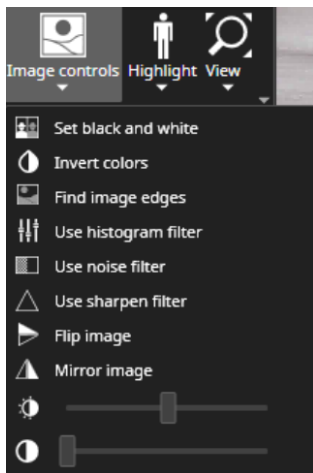 Image controls Highlight View
Set black and white
Invert colors
Find image edges
Use histogram filter
Use noise filter
Use sharpen filter
Flip image
Mirror image